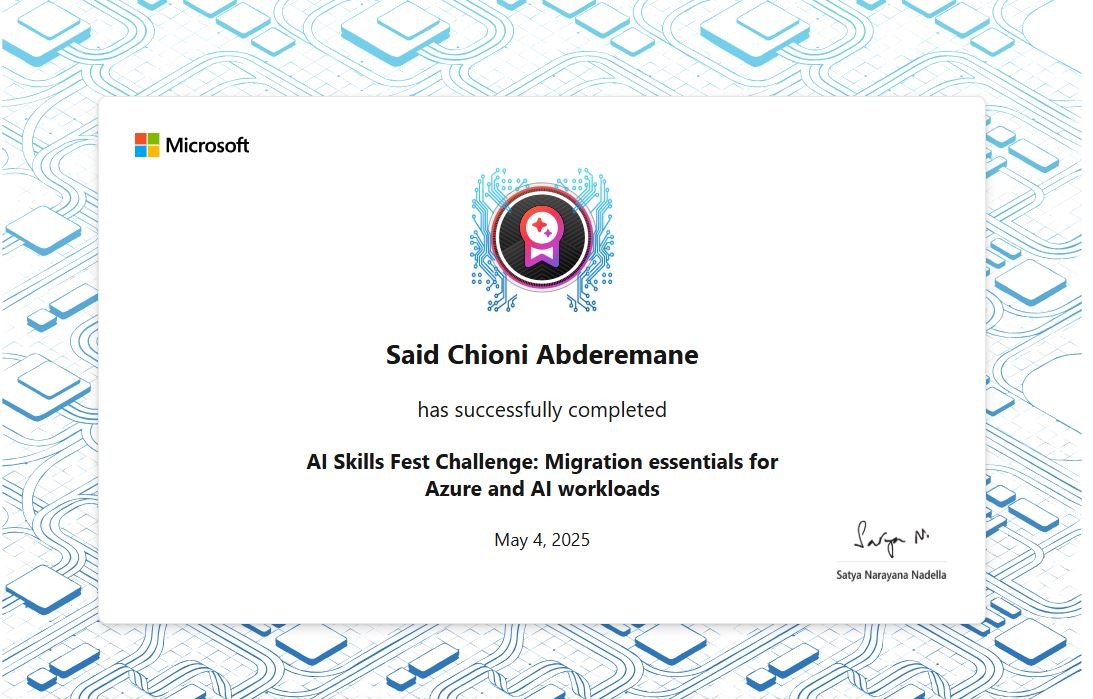 Microsoft
Said Chioni Abderemane
has successfully completed
AI Skills Fest Challenge: Migration essentials for
Azure and AI workloads
May 4, 2025
Satya N.
Satya Narayana Nadella